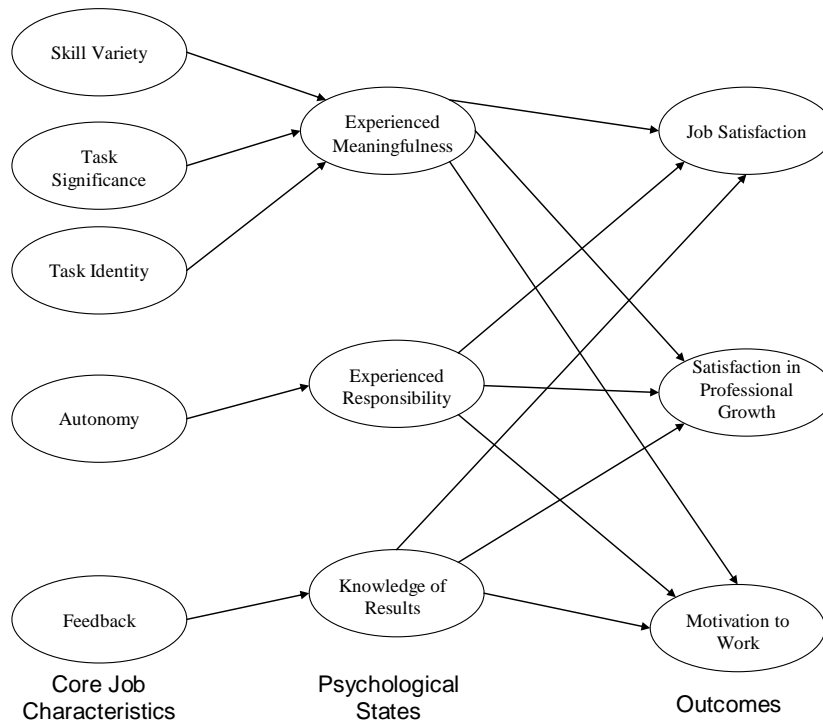 Skill Variety
Task
Significance
Task Identity
Autonomy
Feedback
Core Job
Characteristics
Experienced
Meaningfulness
Experienced
Responsibility
Knowledge of
Results
Psychological
States
Job Satisfaction
Satisfaction in
Professional
Growth
Motivation to
Work
Outcomes